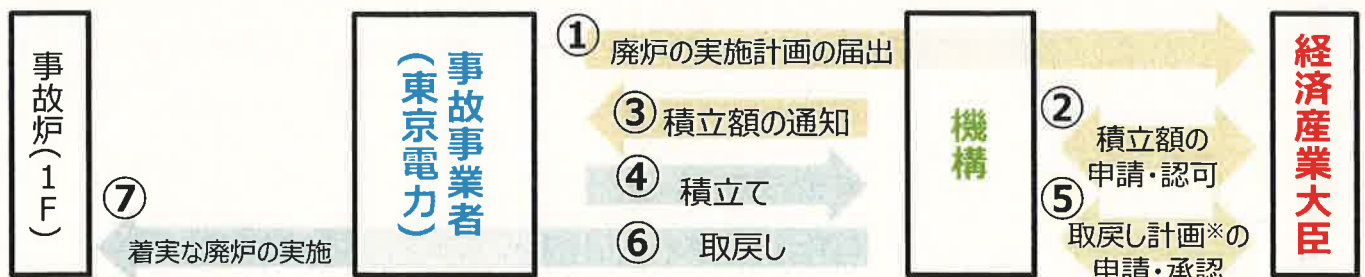 事故炉(1F)
事故事業者
(東京電力)
① 廃炉の実施計画の届出
③ 積立額の通知
④ 積立て
⑥ 取戻し
⑦
着実な廃炉の実施
機構
②
積立額の
申請・認可
⑤
取戻し計画※の
申請・承認
経済産業大臣